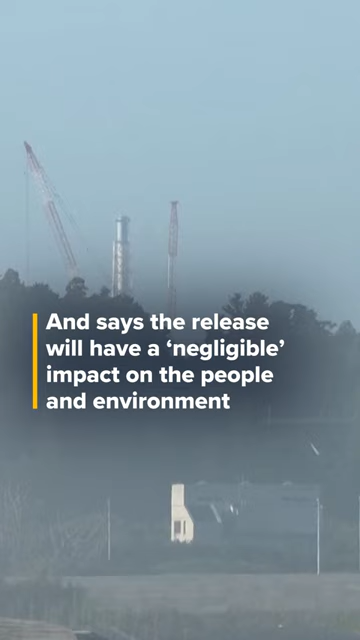 And says the release
will have a ‘negligible’
impact on the people
and environment